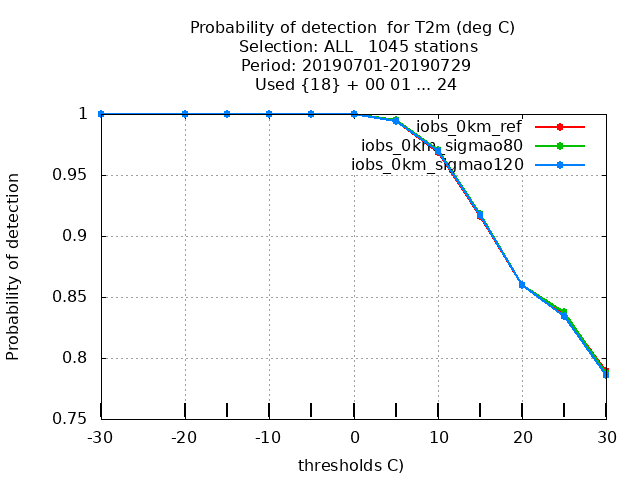 Probability of detection  for T2m (deg C)
Selection: ALL   1045 stations
Period: 20190701-20190729
Used {18} + 00 01 ... 24
iobs_0km_ref
iobs_0km_sigmao80
iobs_0km_sigmao120
Probability of detection
1
0.95
0.9
0.85
0.8
0.75
-30
-20
-10
0
10
20
30
thresholds C)